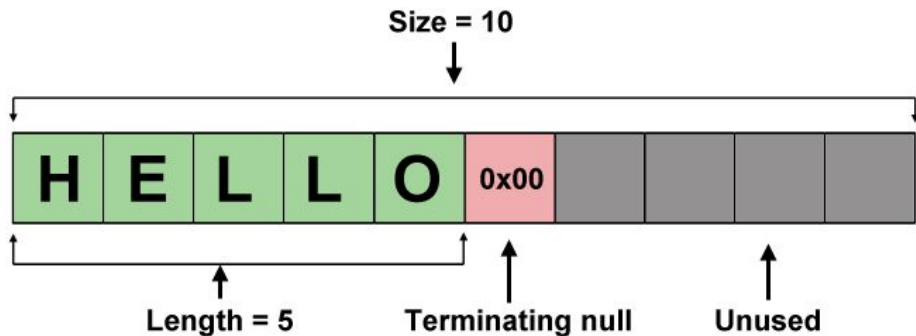 Size = 10
H E L L O 0x00
Length = 5 Terminating null Unused